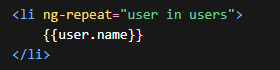 <li ng-repeat="user in users">
    {{user.name}}
</li>